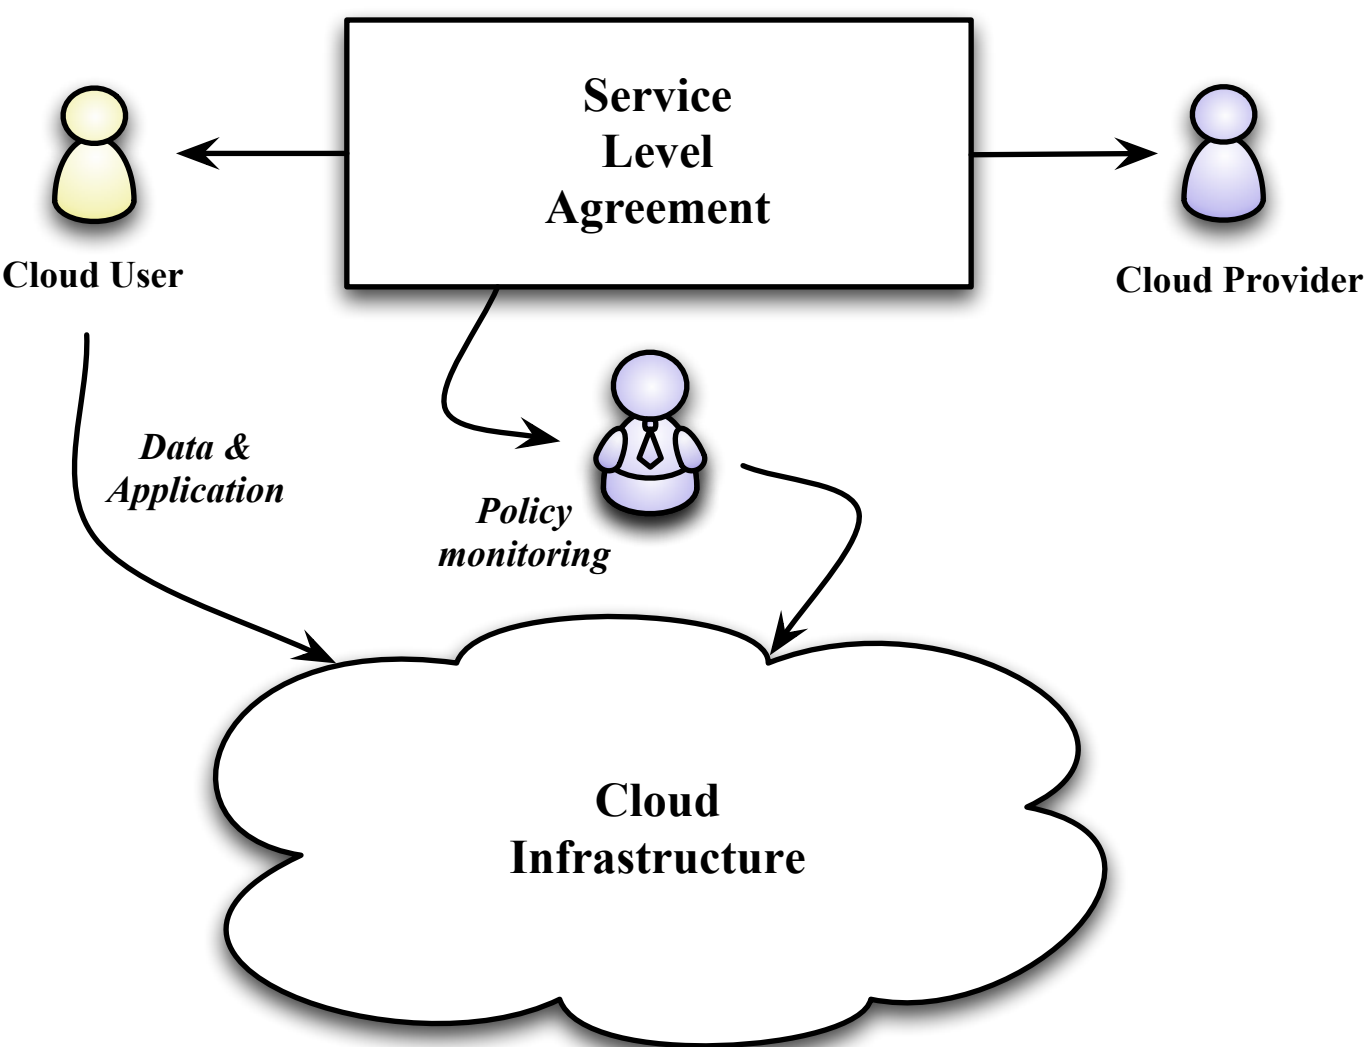 Service
Level
Agreement
Cloud User
Cloud Provider
Data &
Application
Policy
monitoring
Cloud
Infrastructure